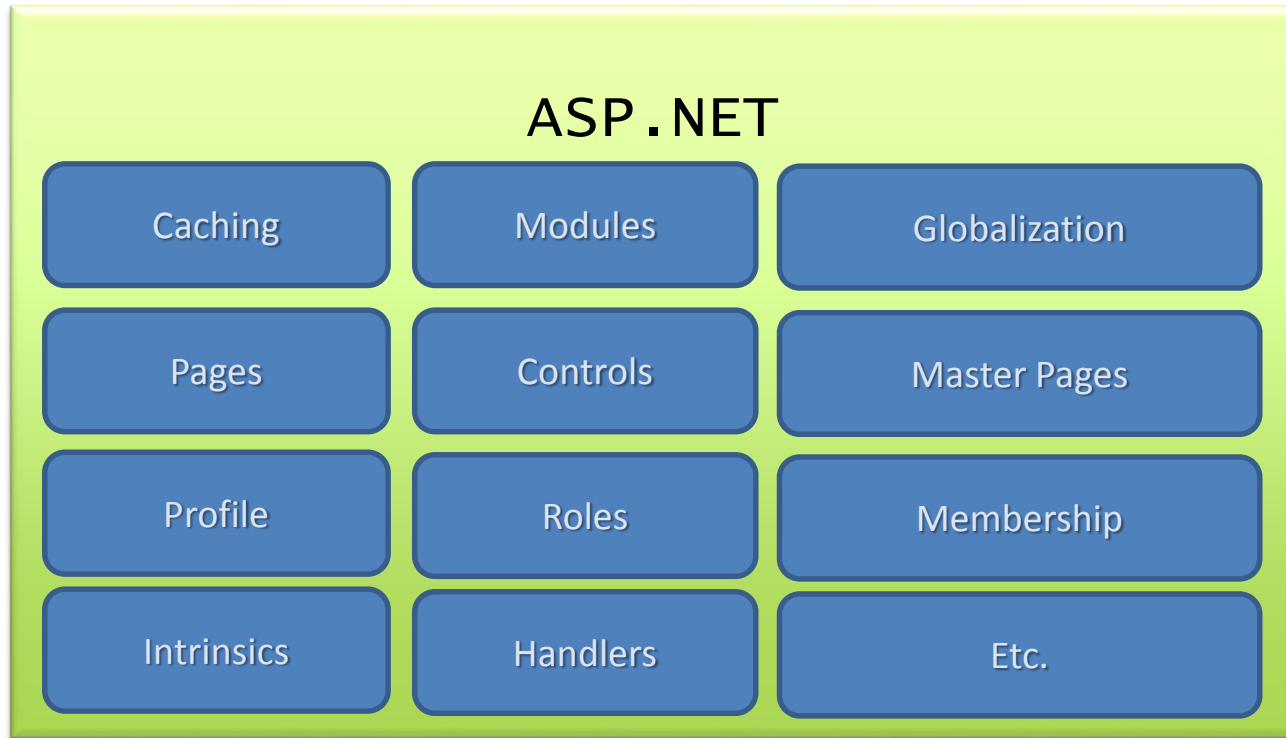 ASP.NET
Caching
Modules
Globalization
Pages
Controls
Master Pages
Profile
Roles
Membership
Intrinsics
Handlers
Etc.